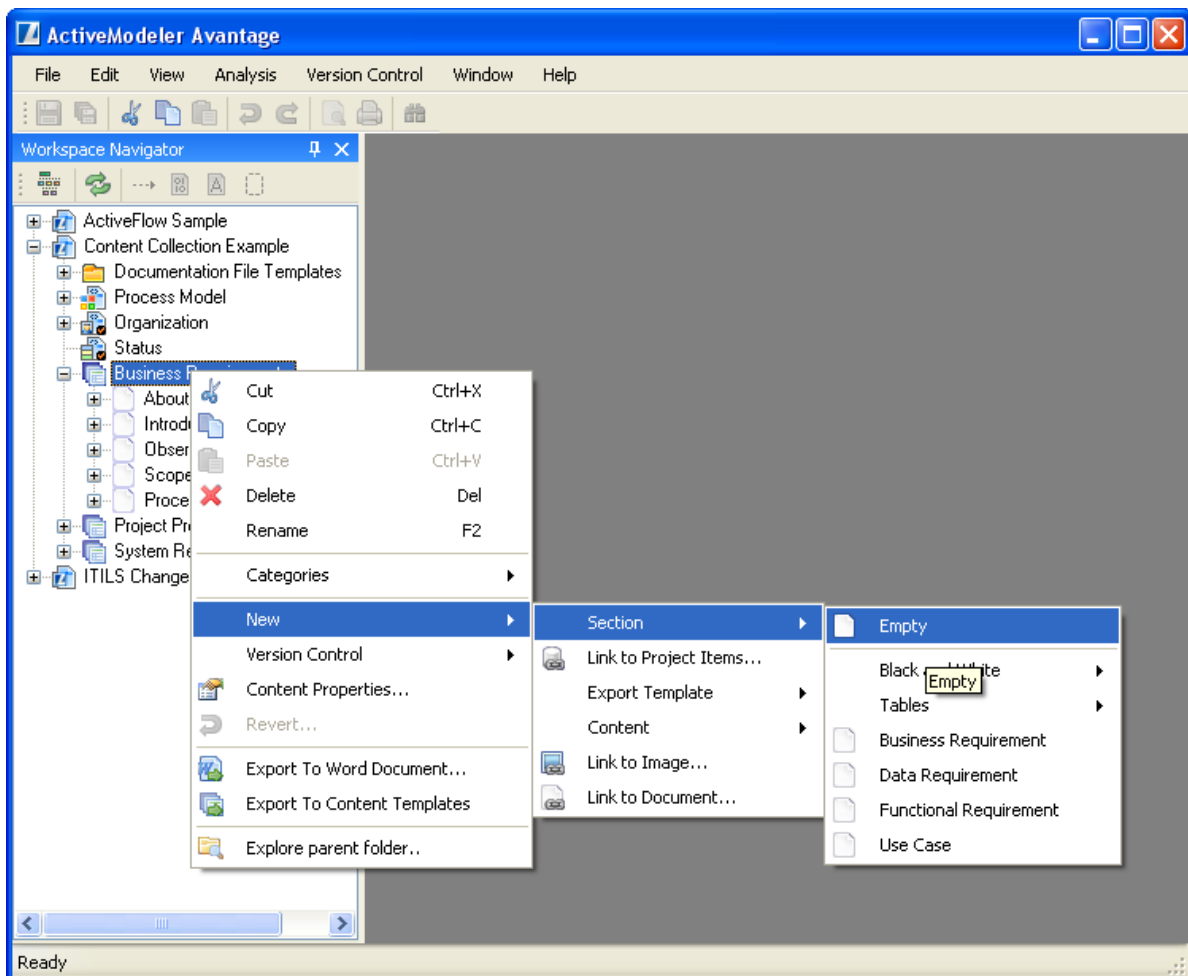 ActiveModeler Avantage
File Edit View Analysis Version Control Window Help
Workspace Navigator
ActiveFlow Sample
Content Collection Example
Documentation File Templates
Process Model
Organization
Status
Business
About
Introd
Obser
Scope
Proce
Project Pr
System Re
ITILS Change
Cut Ctrl+X
Copy Ctrl+C
Paste Ctrl+V
Delete Del
Rename F2
Categories
New
Version Control
Content Properties...
Revert...
Export To Word Document...
Export To Content Templates
Explore parent folder..
Section
Link to Project Items...
Export Template
Content
Link to Image...
Link to Document...
Empty
Black
Empty
Tables
Business Requirement
Data Requirement
Functional Requirement
Use Case
Ready